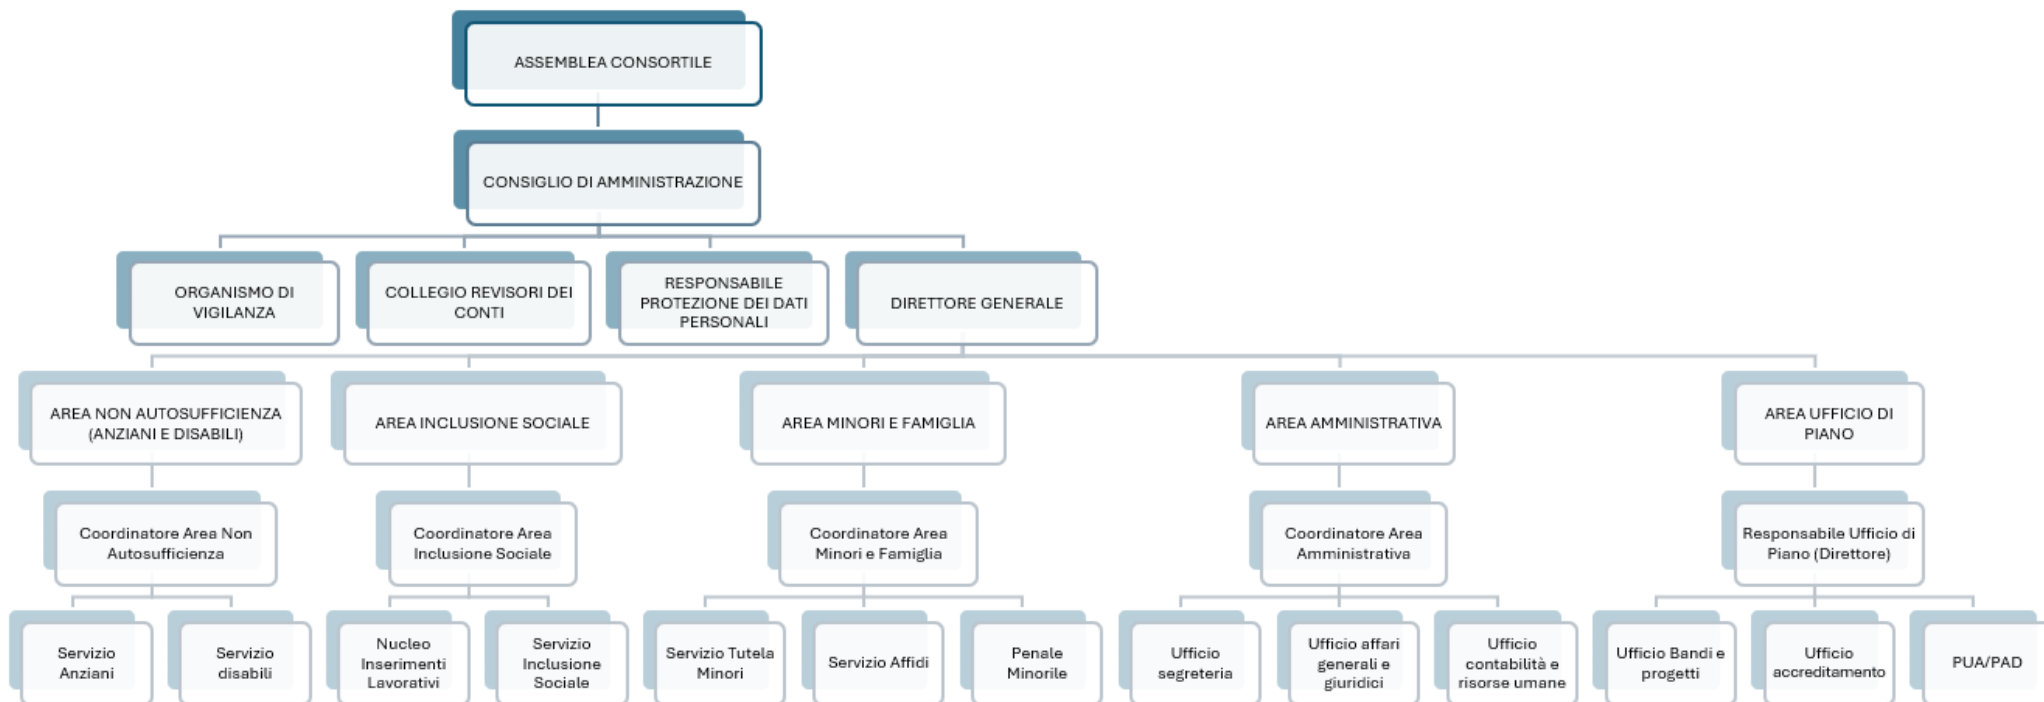 ASSEMBLEA CONSORTILE
CONSIGLIO DI AMMINISTRAZIONE
ORGANISMO DI
VIGILANZA
COLLEGIO REVISORI DEI
CONTI
RESPONSABILE
PROTEZIONE DEI DATI
PERSONALI
DIRETTORE GENERALE
AREA NON AUTOSUFFICIENZA
(ANZIANI E DISABILI)
AREA INCLUSIONE SOCIALE
AREA MINORI E FAMIGLIA
AREA AMMINISTRATIVA
AREA UFFICIO DI
PIANO
Coordinatore Area Non
Autosufficienza
Coordinatore Area
Inclusione Sociale
Coordinatore Area
Minori e Famiglia
Coordinatore Area
Amministrativa
Responsabile Ufficio di
Piano (Direttore)
Servizio
Anziani
Servizio
disabili
Nucleo
Inserimenti
Lavorativi
Servizio
Inclusione
Sociale
Servizio Tutela
Minori
Servizio Affidi
Penale
Minorile
Ufficio
segreteria
Ufficio affari
generali e
giuridici
Ufficio
contabilità e
risorse umane
Ufficio Bandi e
progetti
Ufficio
accreditamento
PUA/PAD